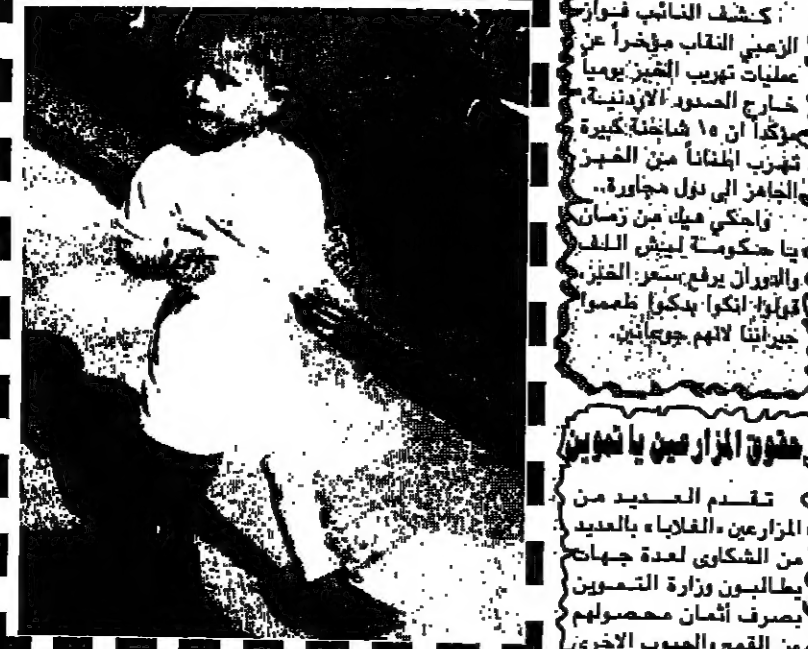 كشف النائب فواز
الزعبي النقاب مؤخراً عن
عمليات تهريب الخبز يومياً
خارج الحدود الاردنية،
مؤكداً ان ١٥ شاحنة كبيرة
تهرب اطناناً من الخبز
الجاهز الى دول مجاورة..
واحكي هيك من زمان
يا حكومة ليش اللف
والدوران برفع سعر الخبز،
قولوا انكوا بدكوا طعموا
جيراننا لانهم جوعانين.
حقوق المزارعين يا تموين
تقدم العديد من
المزارعين «الغلابا» بالعديد
من الشكاوى لعدة جهات
يطالبون وزارة التموين
بصرف أثمان محصولهم
من القمح والحبوب الاخرى